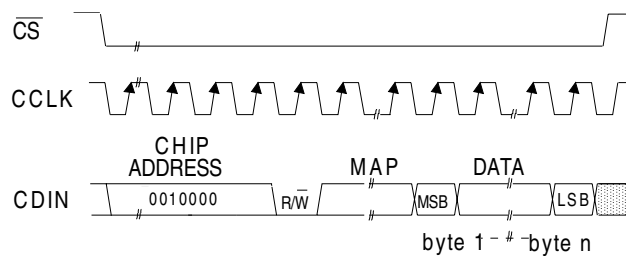 CS
CCLK
CHIP
ADDRESS
MAP
DATA
CDIN
0010000
R/W
MSB
LSB
byte 1
byte n